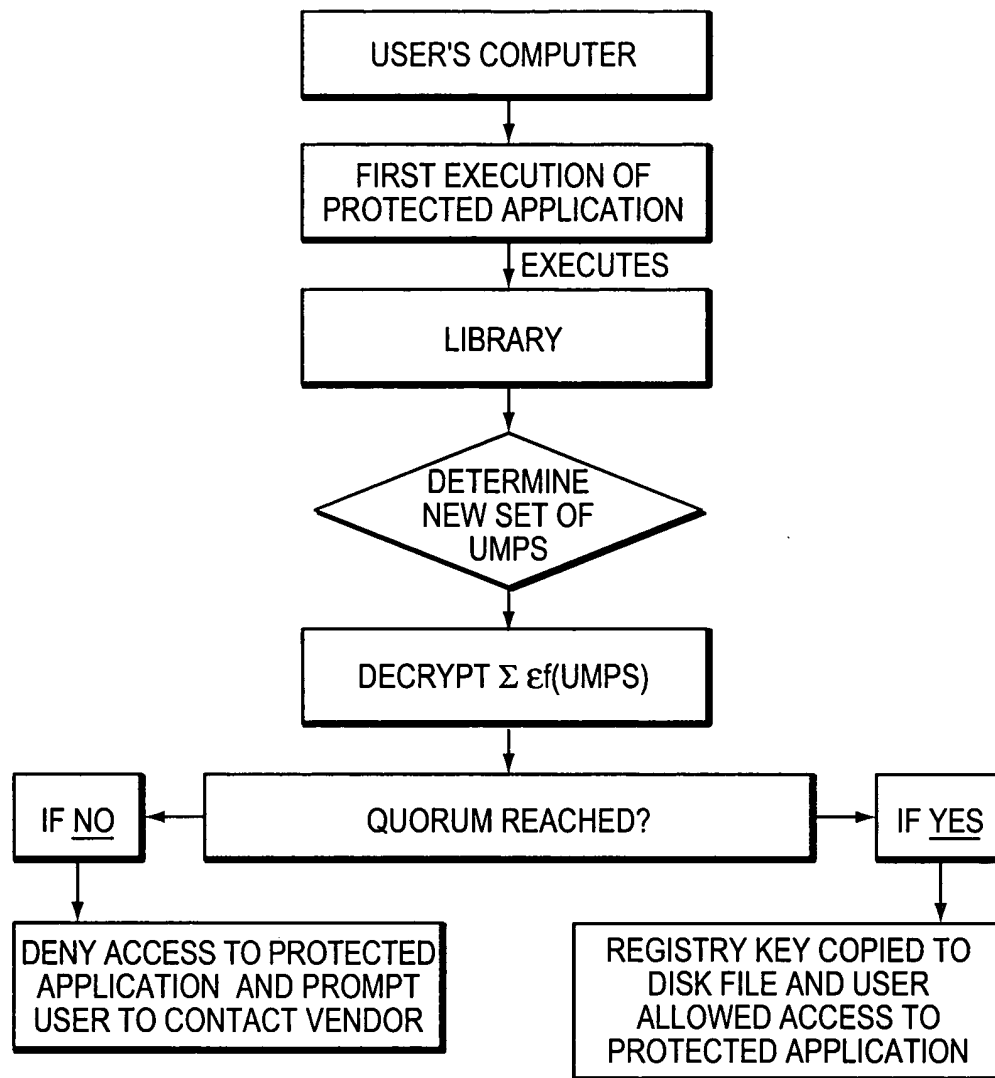 USER'S COMPUTER
FIRST EXECUTION OF
PROTECTED APPLICATION
EXECUTES
LIBRARY
DETERMINE
NEW SET OF
UMPS
DECRYPT Σ εf(UMPS)
IF NO
QUORUM REACHED?
IF YES
DENY ACCESS TO PROTECTED
APPLICATION AND PROMPT
USER TO CONTACT VENDOR
REGISTRY KEY COPIED TO
DISK FILE AND USER
ALLOWED ACCESS TO
PROTECTED APPLICATION